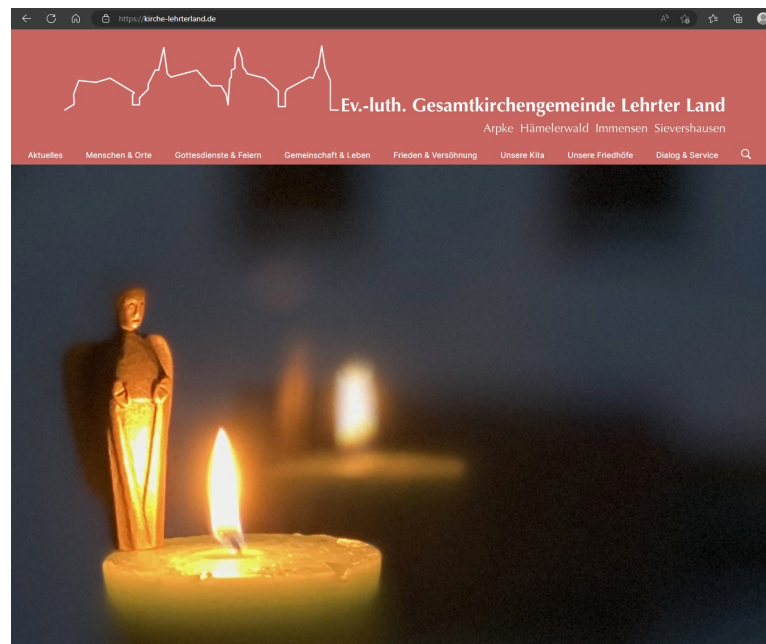 https://kirche-lehrterland.de
Ev.-luth. Gesamtkirchengemeinde Lehrter Land
Arpke Hämelerwald Immensen Sievershausen
Aktuelles Menschen & Orte Gottesdienste & Feiern Gemeinschaft & Leben Frieden & Versöhnung Unsere Kita Unsere Friedhöfe Dialog & Service